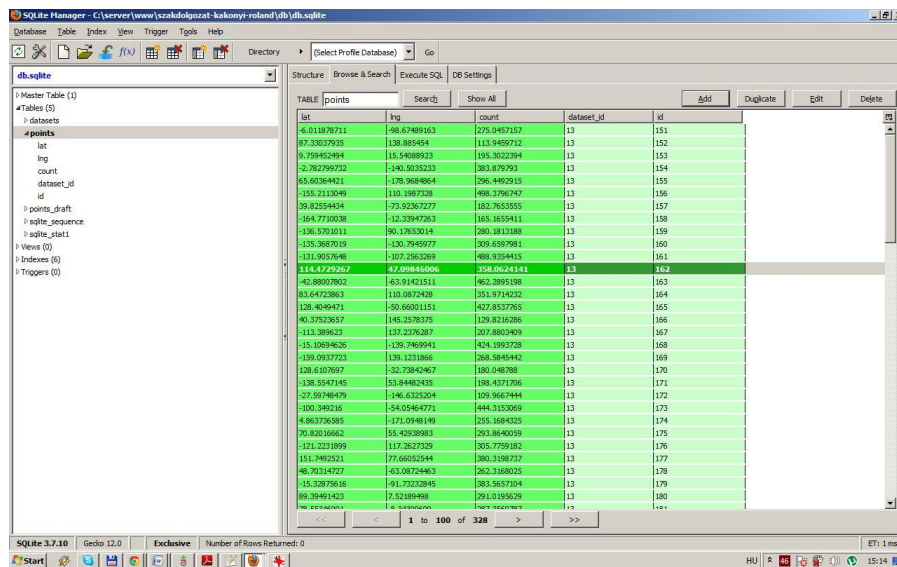 SQLite Manager - C:\server\www\szakdolgozat-kakonyi-roland\db\db.sqlite
Database Table Index View Trigger Tools Help
f(x) Directory (Select Profile Database) Go
db.sqlite
Master Table (1)
Tables (5)
datasets
points
lat
lng
count
dataset_id
id
points_draft
sqlite_sequence
sqlite_stat1
Views (0)
Indexes (6)
Triggers (0)
Structure Browse & Search Execute SQL DB Settings
TABLE points Search Show All Add Duplicate Edit Delete
lat lng count dataset_id id
-6.011878711 -98.67489163 275.0457157 13 151
87.33037935 138.885454 113.9459712 13 152
9.759452494 15.54088923 195.3022394 13 153
-2.782799732 -140.5035233 383.879793 13 154
65.60364421 -178.9684864 296.4492915 13 155
-155.2113049 110.1987328 498.3796747 13 156
39.82554434 -73.92367277 182.7653555 13 157
-164.7710038 -12.33947263 165.1655411 13 158
-136.5701011 90.17653014 280.1813188 13 159
-135.3687019 -130.7945977 309.6597981 13 160
-131.9057648 -107.2563269 488.9354415 13 161
114.4729267 47.09846006 358.0624141 13 162
-42.88007802 -63.91421511 462.2895198 13 163
83.64723863 110.0872428 351.9714232 13 164
128.4049471 -50.66001151 427.8537765 13 165
40.37523657 145.2578375 129.8216286 13 166
-113.389623 137.2376287 207.8803409 13 167
-15.10694626 -139.7469941 424.1993728 13 168
-159.0937723 139.1231866 268.5845442 13 169
128.6107697 -32.73842467 180.048788 13 170
-138.5547145 53.84482435 198.4371706 13 171
-27.59748479 -146.6325204 109.9667444 13 172
-100.349216 -54.05464771 444.3153069 13 173
4.863736585 -171.0948149 255.1684325 13 174
70.82016662 55.42938983 293.8640059 13 175
-121.2231899 117.2627329 305.7759182 13 176
151.7492521 77.66052544 380.3198737 13 177
48.70314727 -63.08724463 262.3168025 13 178
-15.32875616 -91.73232845 383.5657104 13 179
89.39491423 7.52189498 291.0195629 13 180
<< < 1 to 100 of 328 > >>
SQLite 3.7.10 Gecko 12.0 Exclusive Number of Rows Returned: 0 ET: 1 ms
Start HU 46 15:14